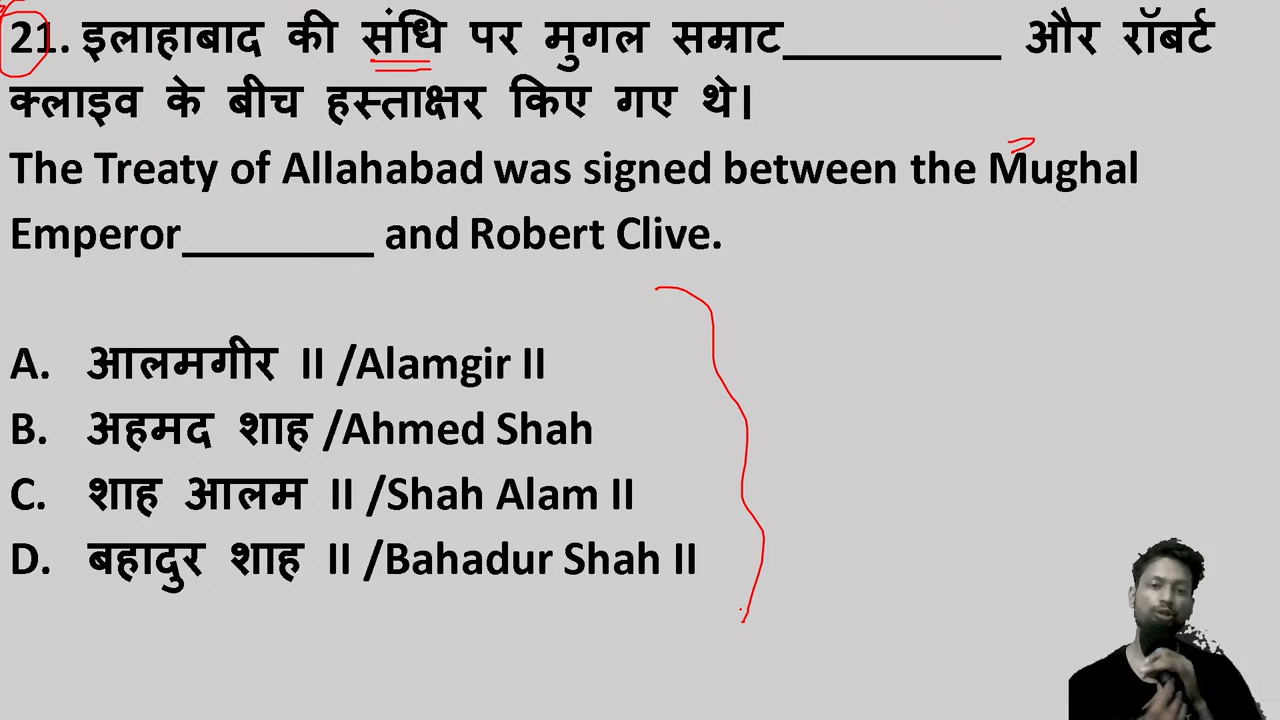 21. इलाहाबाद की संधि पर मुगल सम्राट__________ और रॉबर्ट
क्लाइव के बीच हस्ताक्षर किए गए थे।
The Treaty of Allahabad was signed between the Mughal
Emperor_________ and Robert Clive.
A. आलमगीर II /Alamgir II
B. अहमद शाह /Ahmed Shah
C. शाह आलम II /Shah Alam II
D. बहादुर शाह II /Bahadur Shah II